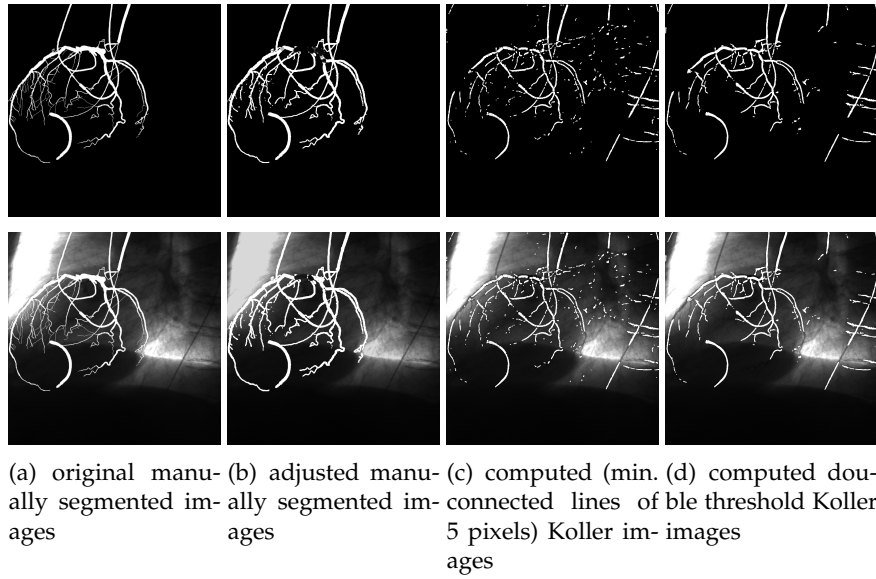 (a) original manu-
ally segmented im-
ages
(b) adjusted manu-
ally segmented im-
ages
(c) computed (min.
connected lines of
5 pixels) Koller im-
ages
(d) computed dou-
ble threshold Koller
images